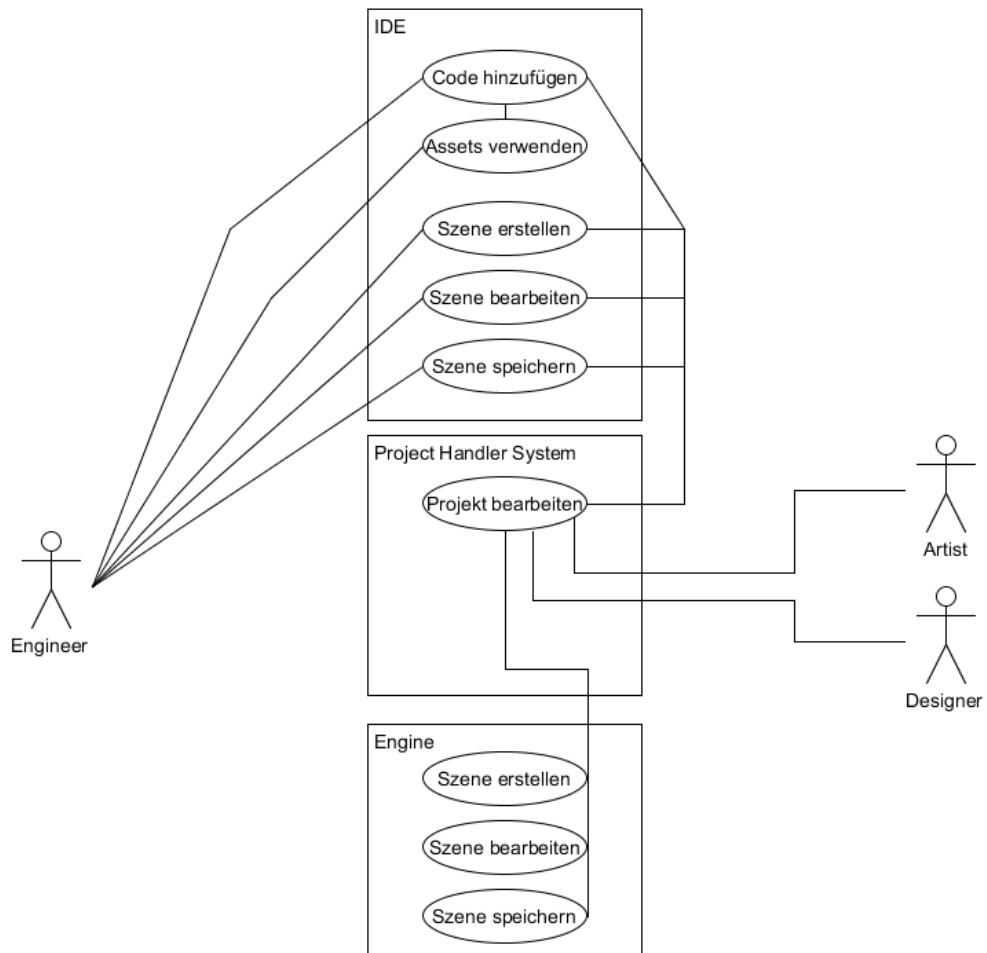 IDE
Code hinzufügen
Assets verwenden
Szene erstellen
Szene bearbeiten
Szene speichern
Project Handler System
Projekt bearbeiten
Artist
Engineer
Designer
Engine
Szene erstellen
Szene bearbeiten
Szene speichern